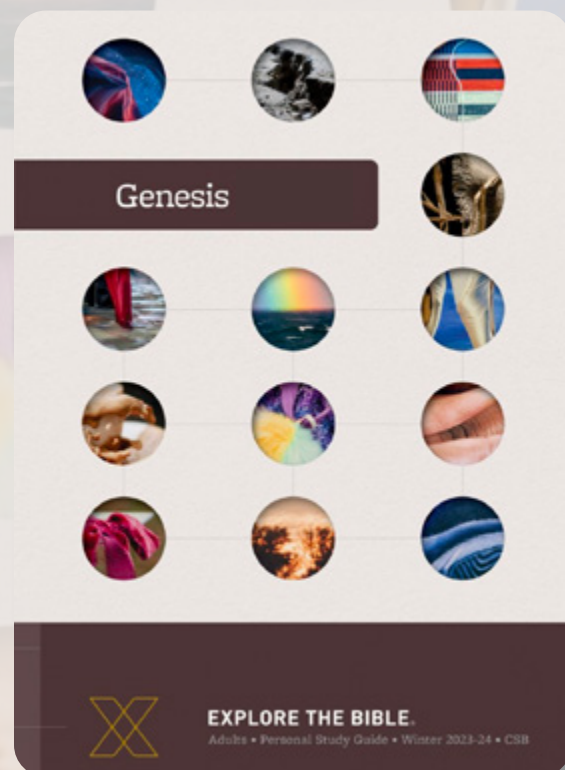 Genesis
EXPLORE THE BIBLE.
Adults • Personal Study Guide • Winter 2023-24 • CSB